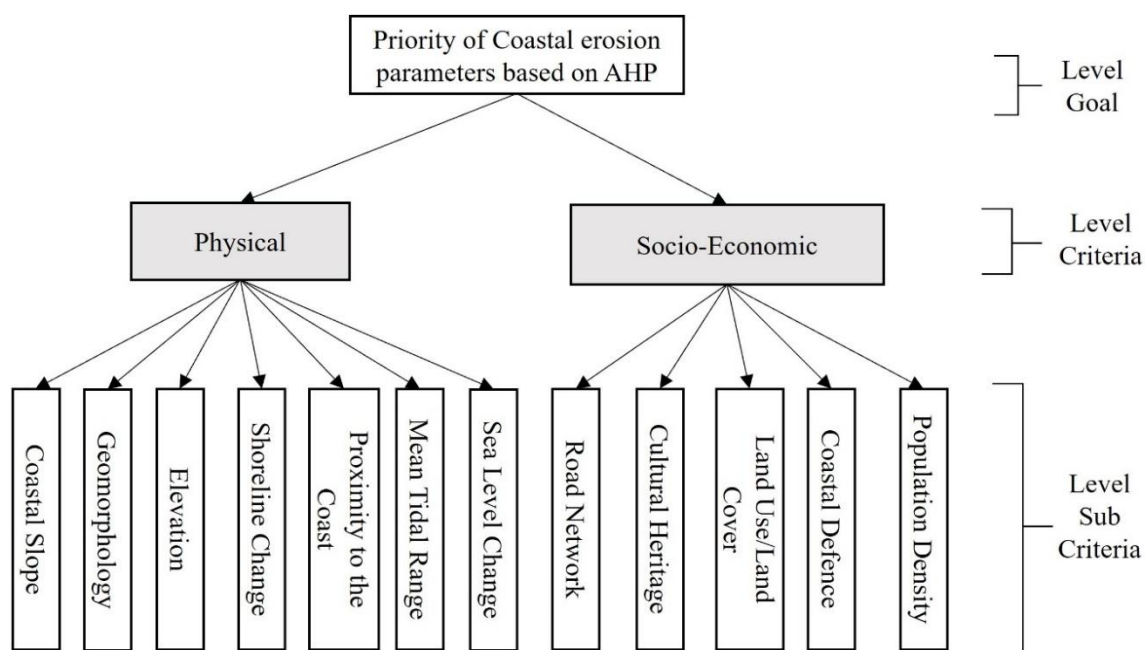 Priority of Coastal erosion
parameters based on AHP
Level
Goal
Physical
Socio-Economic
Level
Criteria
Coastal Slope
Geomorphology
Elevation
Shoreline Change
Proximity to the
Coast
Mean Tidal Range
Sea Level Change
Road Network
Cultural Heritage
Land Use/Land
Cover
Coastal Defence
Population Density
Level
Sub
Criteria